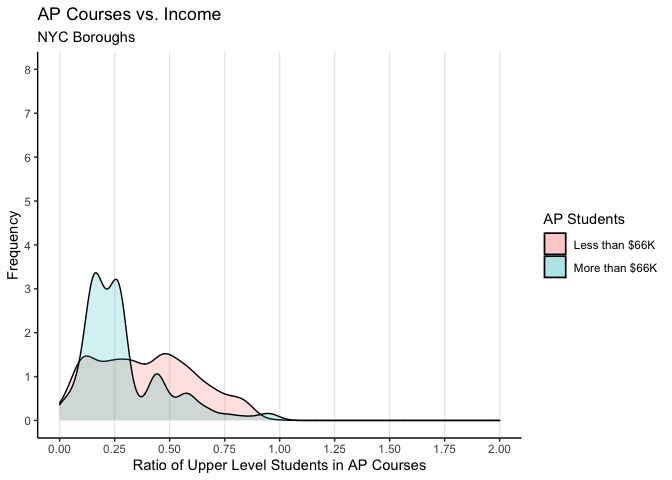 AP Courses vs. Income
NYC Boroughs
8
7
6
5
4
3
2
1
0
Frequency
0.00 0.25 0.50 0.75 1.00 1.25 1.50 1.75 2.00
Ratio of Upper Level Students in AP Courses
AP Students
Less than $66K
More than $66K